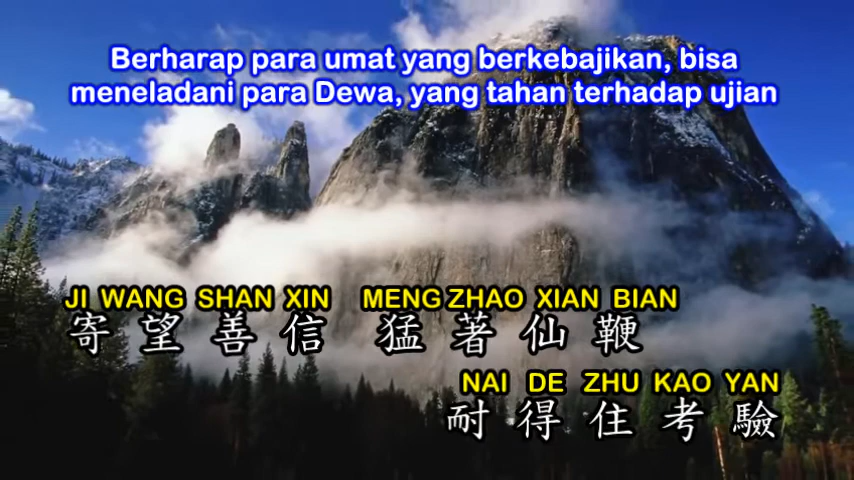 Berharap para umat yang berkebajikan, bisa
meneladani para Dewa, yang tahan terhadap ujian
JI WANG SHAN XIN MENG ZHAO XIAN BIAN
寄望善信 猛著仙鞭
NAI DE ZHU KAO YAN
耐得住考驗